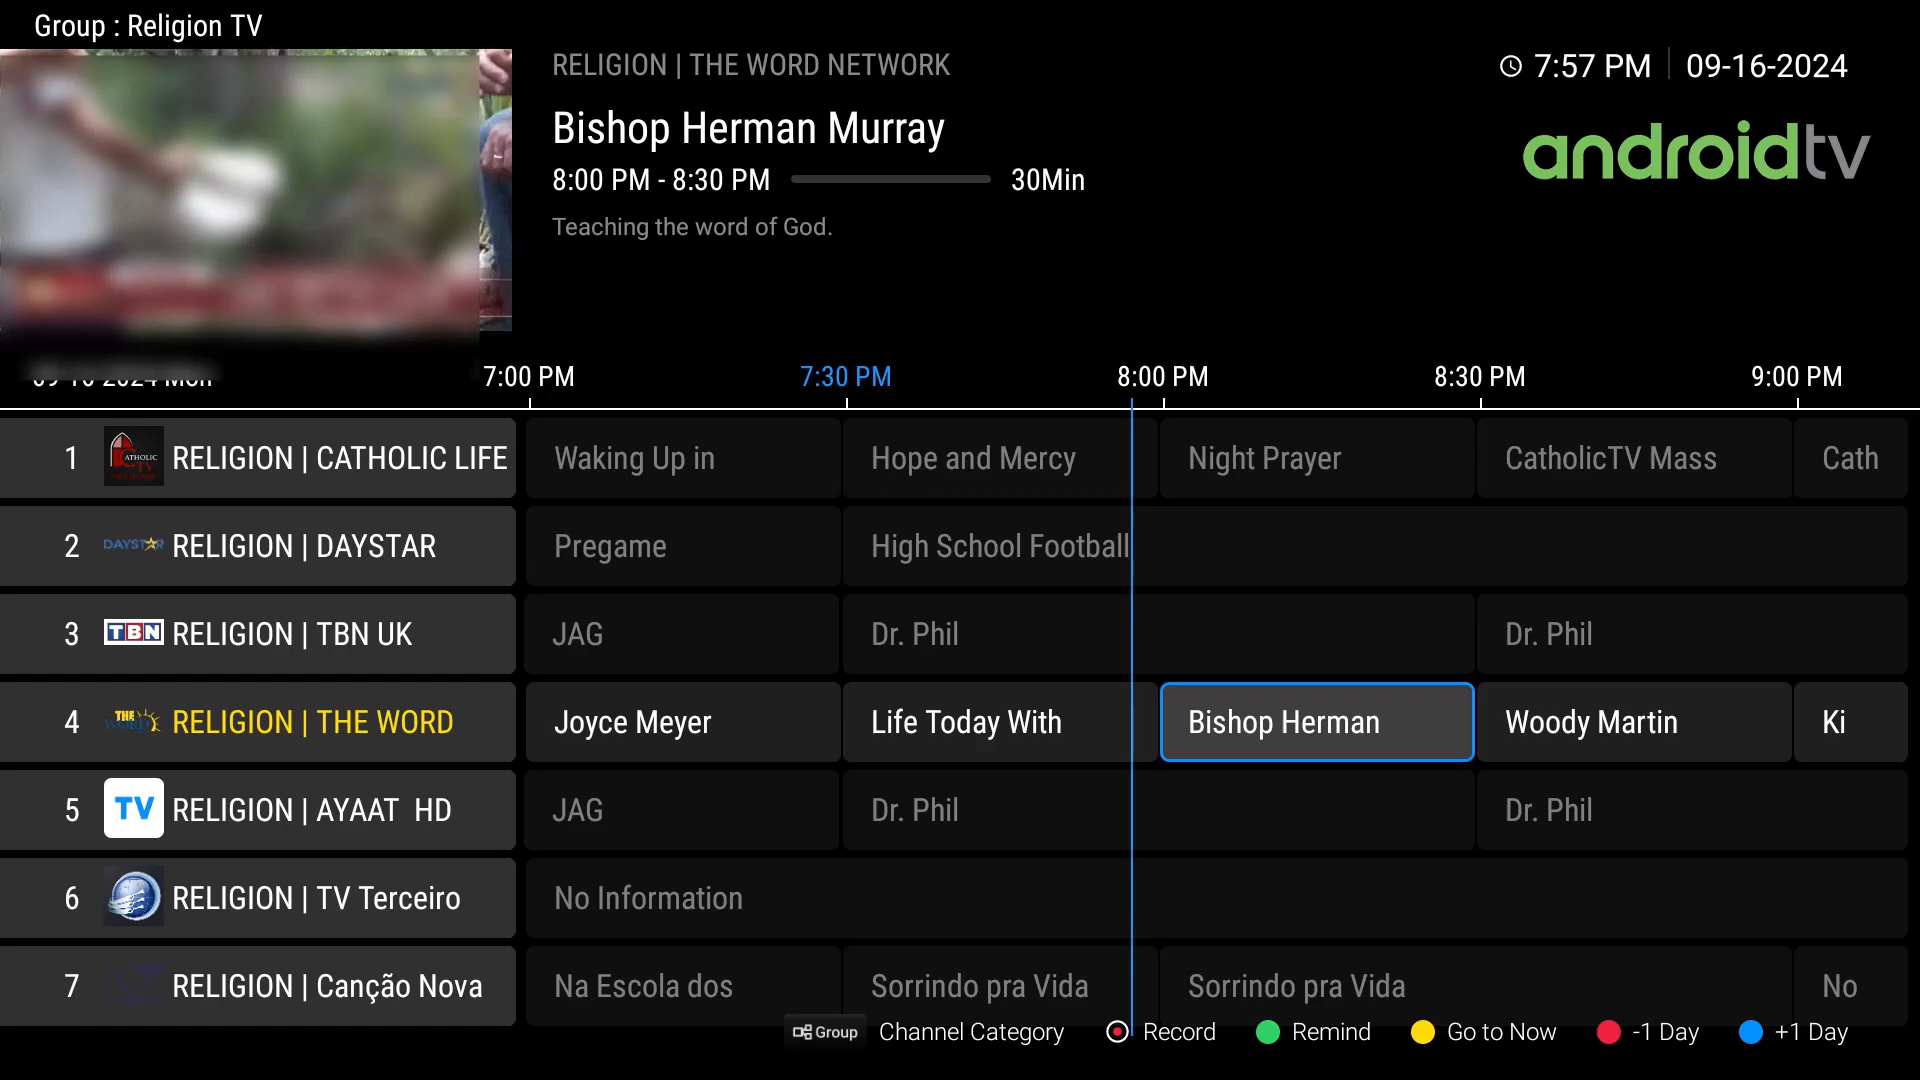 Group : Religion TV
RELIGION | THE WORD NETWORK
7:57 PM | 09-16-2024
Bishop Herman Murray
androidtv
8:00 PM - 8:30 PM 30Min
Teaching the word of God.
7:00 PM 7:30 PM 8:00 PM 8:30 PM 9:00 PM
1 CATHOLIC TV RELIGION | CATHOLIC LIFE Waking Up in Hope and Mercy Night Prayer CatholicTV Mass Cath
2 DAYSTAR RELIGION | DAYSTAR Pregame High School Football
3 TBN RELIGION | TBN UK JAG Dr. Phil Dr. Phil
4 THE WORD RELIGION | THE WORD Joyce Meyer Life Today With Bishop Herman Woody Martin Ki
5 TV RELIGION | AYAAT HD JAG Dr. Phil Dr. Phil
6 RELIGION | TV Terceiro No Information
7 RELIGION | Canção Nova Na Escola dos Sorrindo pra Vida Sorrindo pra Vida No
Group Channel Category Record Remind Go to Now -1 Day +1 Day